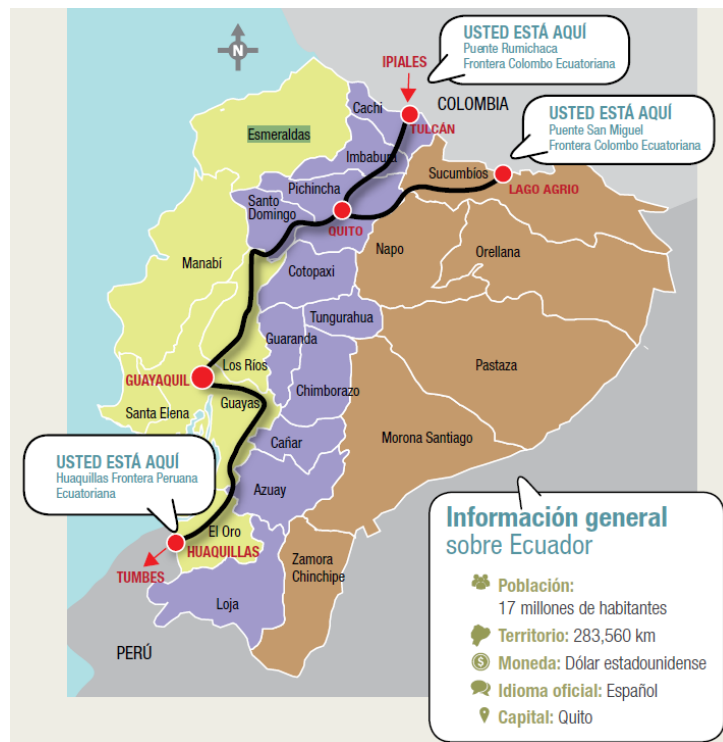 USTED ESTÁ AQUÍ
Puente Rumichaca
Frontera Colombo Ecuatoriana
N
IPIALES
COLOMBIA
USTED ESTÁ AQUÍ
Puente San Miguel
Frontera Colombo Ecuatoriana
Cachi
TULCÁN
Esmeraldas
Imbabura
Sucumbíos
LAGO AGRIO
Pichincha
Santo
Domingo
QUITO
Napo
Orellana
Manabí
Cotopaxi
Tungurahua
Guaranda
Los Ríos
Pastaza
GUAYAQUIL
Chimborazo
Guayas
Santa Elena
Morona Santiago
Cañar
USTED ESTÁ AQUÍ
Huaquillas Frontera Peruana
Ecuatoriana
Azuay
El Oro
HUAQUILLAS
TUMBES
Zamora
Chinchipe
Loja
PERÚ
Información general
sobre Ecuador
Población:
17 millones de habitantes
Territorio: 283,560 km
$ Moneda: Dólar estadounidense
Idioma oficial: Español
Capital: Quito